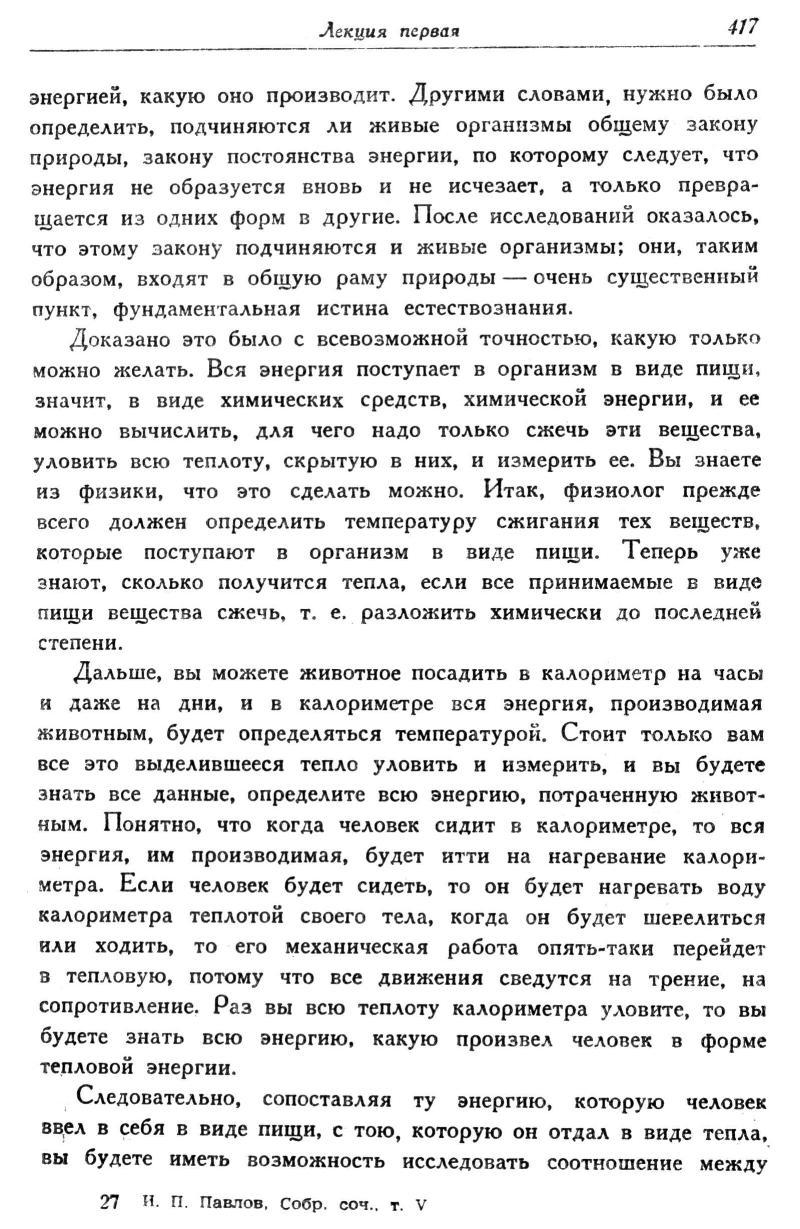 Лекция первая 417
энергией, какую оно производит. Другими словами, нужно было
определить, подчиняются ли живые организмы общему закону
природы, закону постоянства энергии, по которому следует, что
энергия не образуется вновь и не исчезает, а только превра-
щается из одних форм в другие. После исследований оказалось,
что этому закону подчиняются и живые организмы; они, таким
образом, входят в общую раму природы — очень существенный
пункт, фундаментальная истина естествознания.
Доказано это было с всевозможной точностью, какую только
можно желать. Вся энергия поступает в организм в виде пищи,
значит, в виде химических средств, химической энергии, и ее
можно вычислить, для чего надо только сжечь эти вещества,
уловить всю теплоту, скрытую в них, и измерить ее. Вы знаете
из физики, что это сделать можно. Итак, физиолог прежде
всего должен определить температуру сжигания тех веществ,
которые поступают в организм в виде пищи. Теперь уже
знают, сколько получится тепла, если все принимаемые в виде
пищи вещества сжечь, т. е. разложить химически до последней
степени.
Дальше, вы можете животное посадить в калориметр на часы
и даже на дни, и в калориметре вся энергия, производимая
животным, будет определяться температурой. Стоит только вам
все это выделившееся тепло уловить и измерить, и вы будете
знать все данные, определите всю энергию, потраченную живот-
ным. Понятно, что когда человек сидит в калориметре, то вся
энергия, им производимая, будет итти на нагревание калори-
метра. Если человек будет сидеть, то он будет нагревать воду
калориметра теплотой своего тела, когда он будет шевелиться
или ходить, то его механическая работа опять-таки перейдет
в тепловую, потому что все движения сведутся на трение, на
сопротивление. Раз вы всю теплоту калориметра уловите, то вы
будете знать всю энергию, какую произвел человек в форме
тепловой энергии.
Следовательно, сопоставляя ту энергию, которую человек
ввел в себя в виде пищи, с тою, которую он отдал в виде тепла,
вы будете иметь возможность исследовать соотношение между
27 И. П. Павлов, Собр. соч., т. V